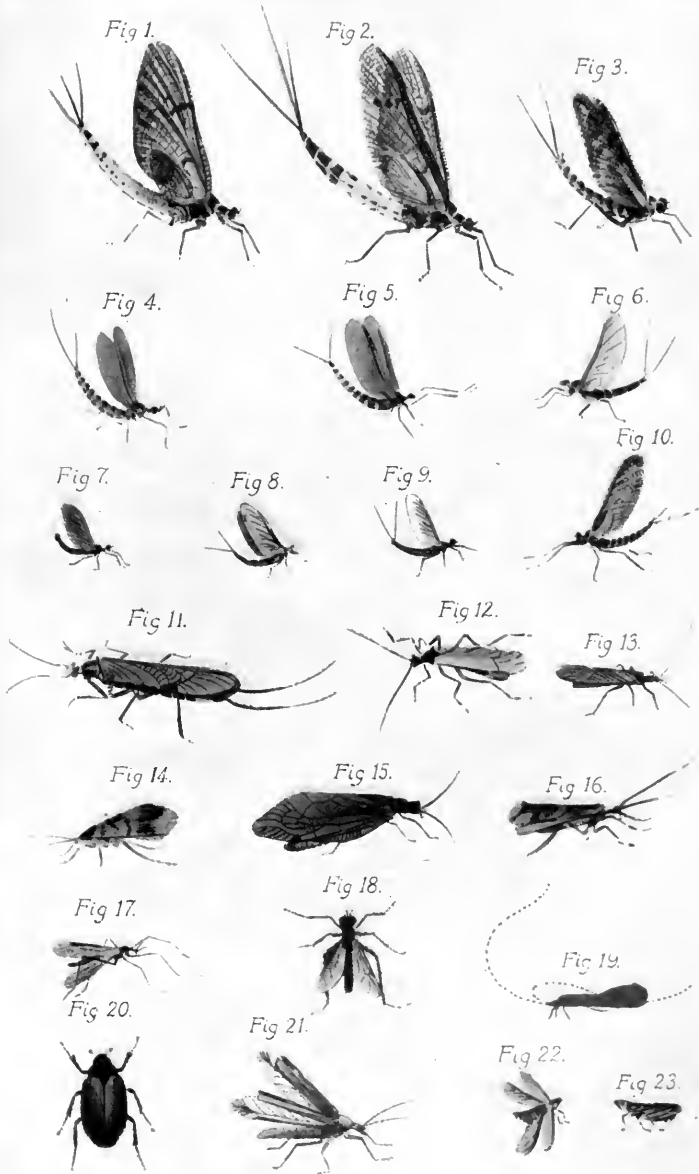 Fig 1.
Fig 2.
Fig 3.
Fig 4.
Fig 5.
Fig 6.
Fig 7.
Fig 8.
Fig 9.
Fig 10.
Fig 11.
Fig 12.
Fig 13.
Fig 14.
Fig 15.
Fig 16.
Fig 17.
Fig 18.
Fig 19.
Fig 20.
Fig 21.
Fig 22.
Fig 23.